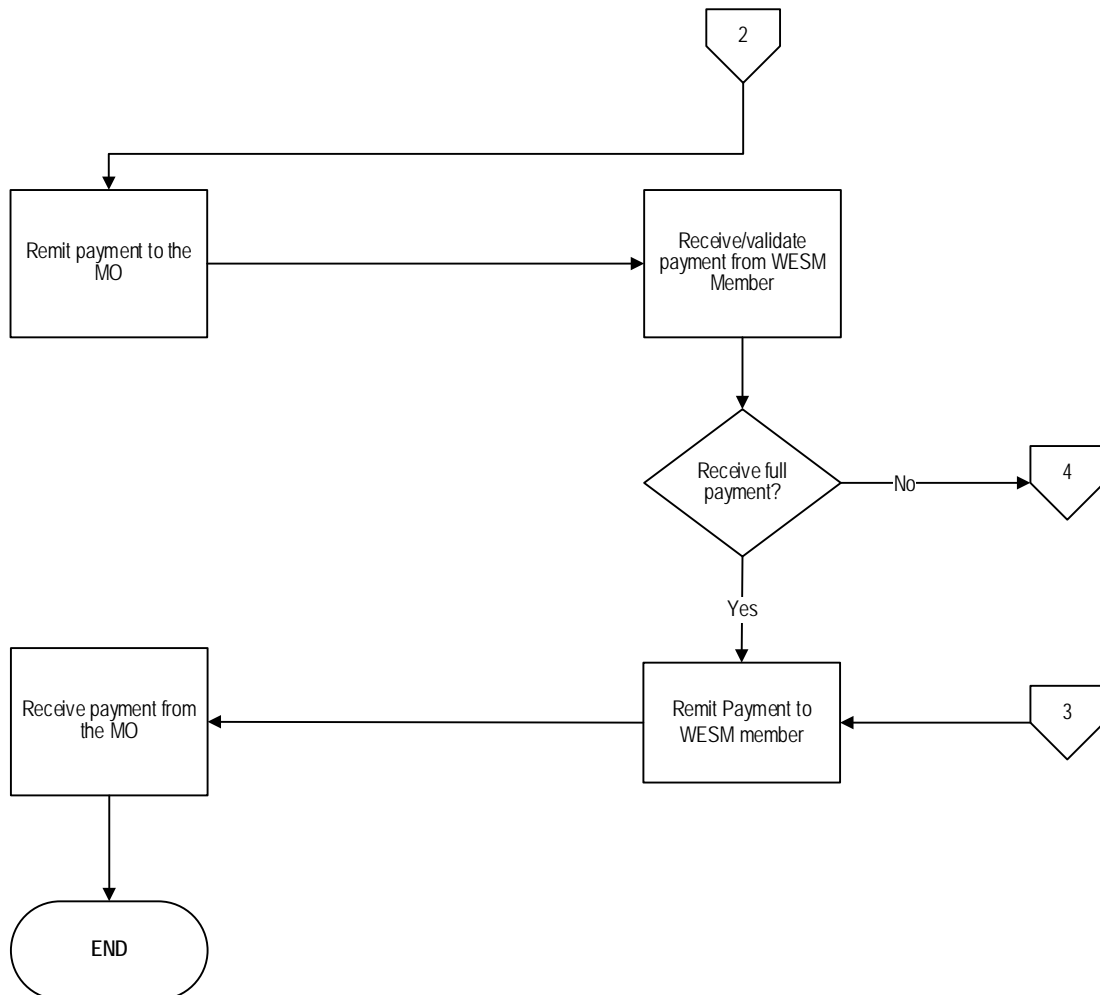 2
Remit payment to the
MO
Receive/validate
payment from WESM
Member
Receive full
payment?
No
4
Yes
Receive payment from
the MO
Remit Payment to
WESM member
3
END